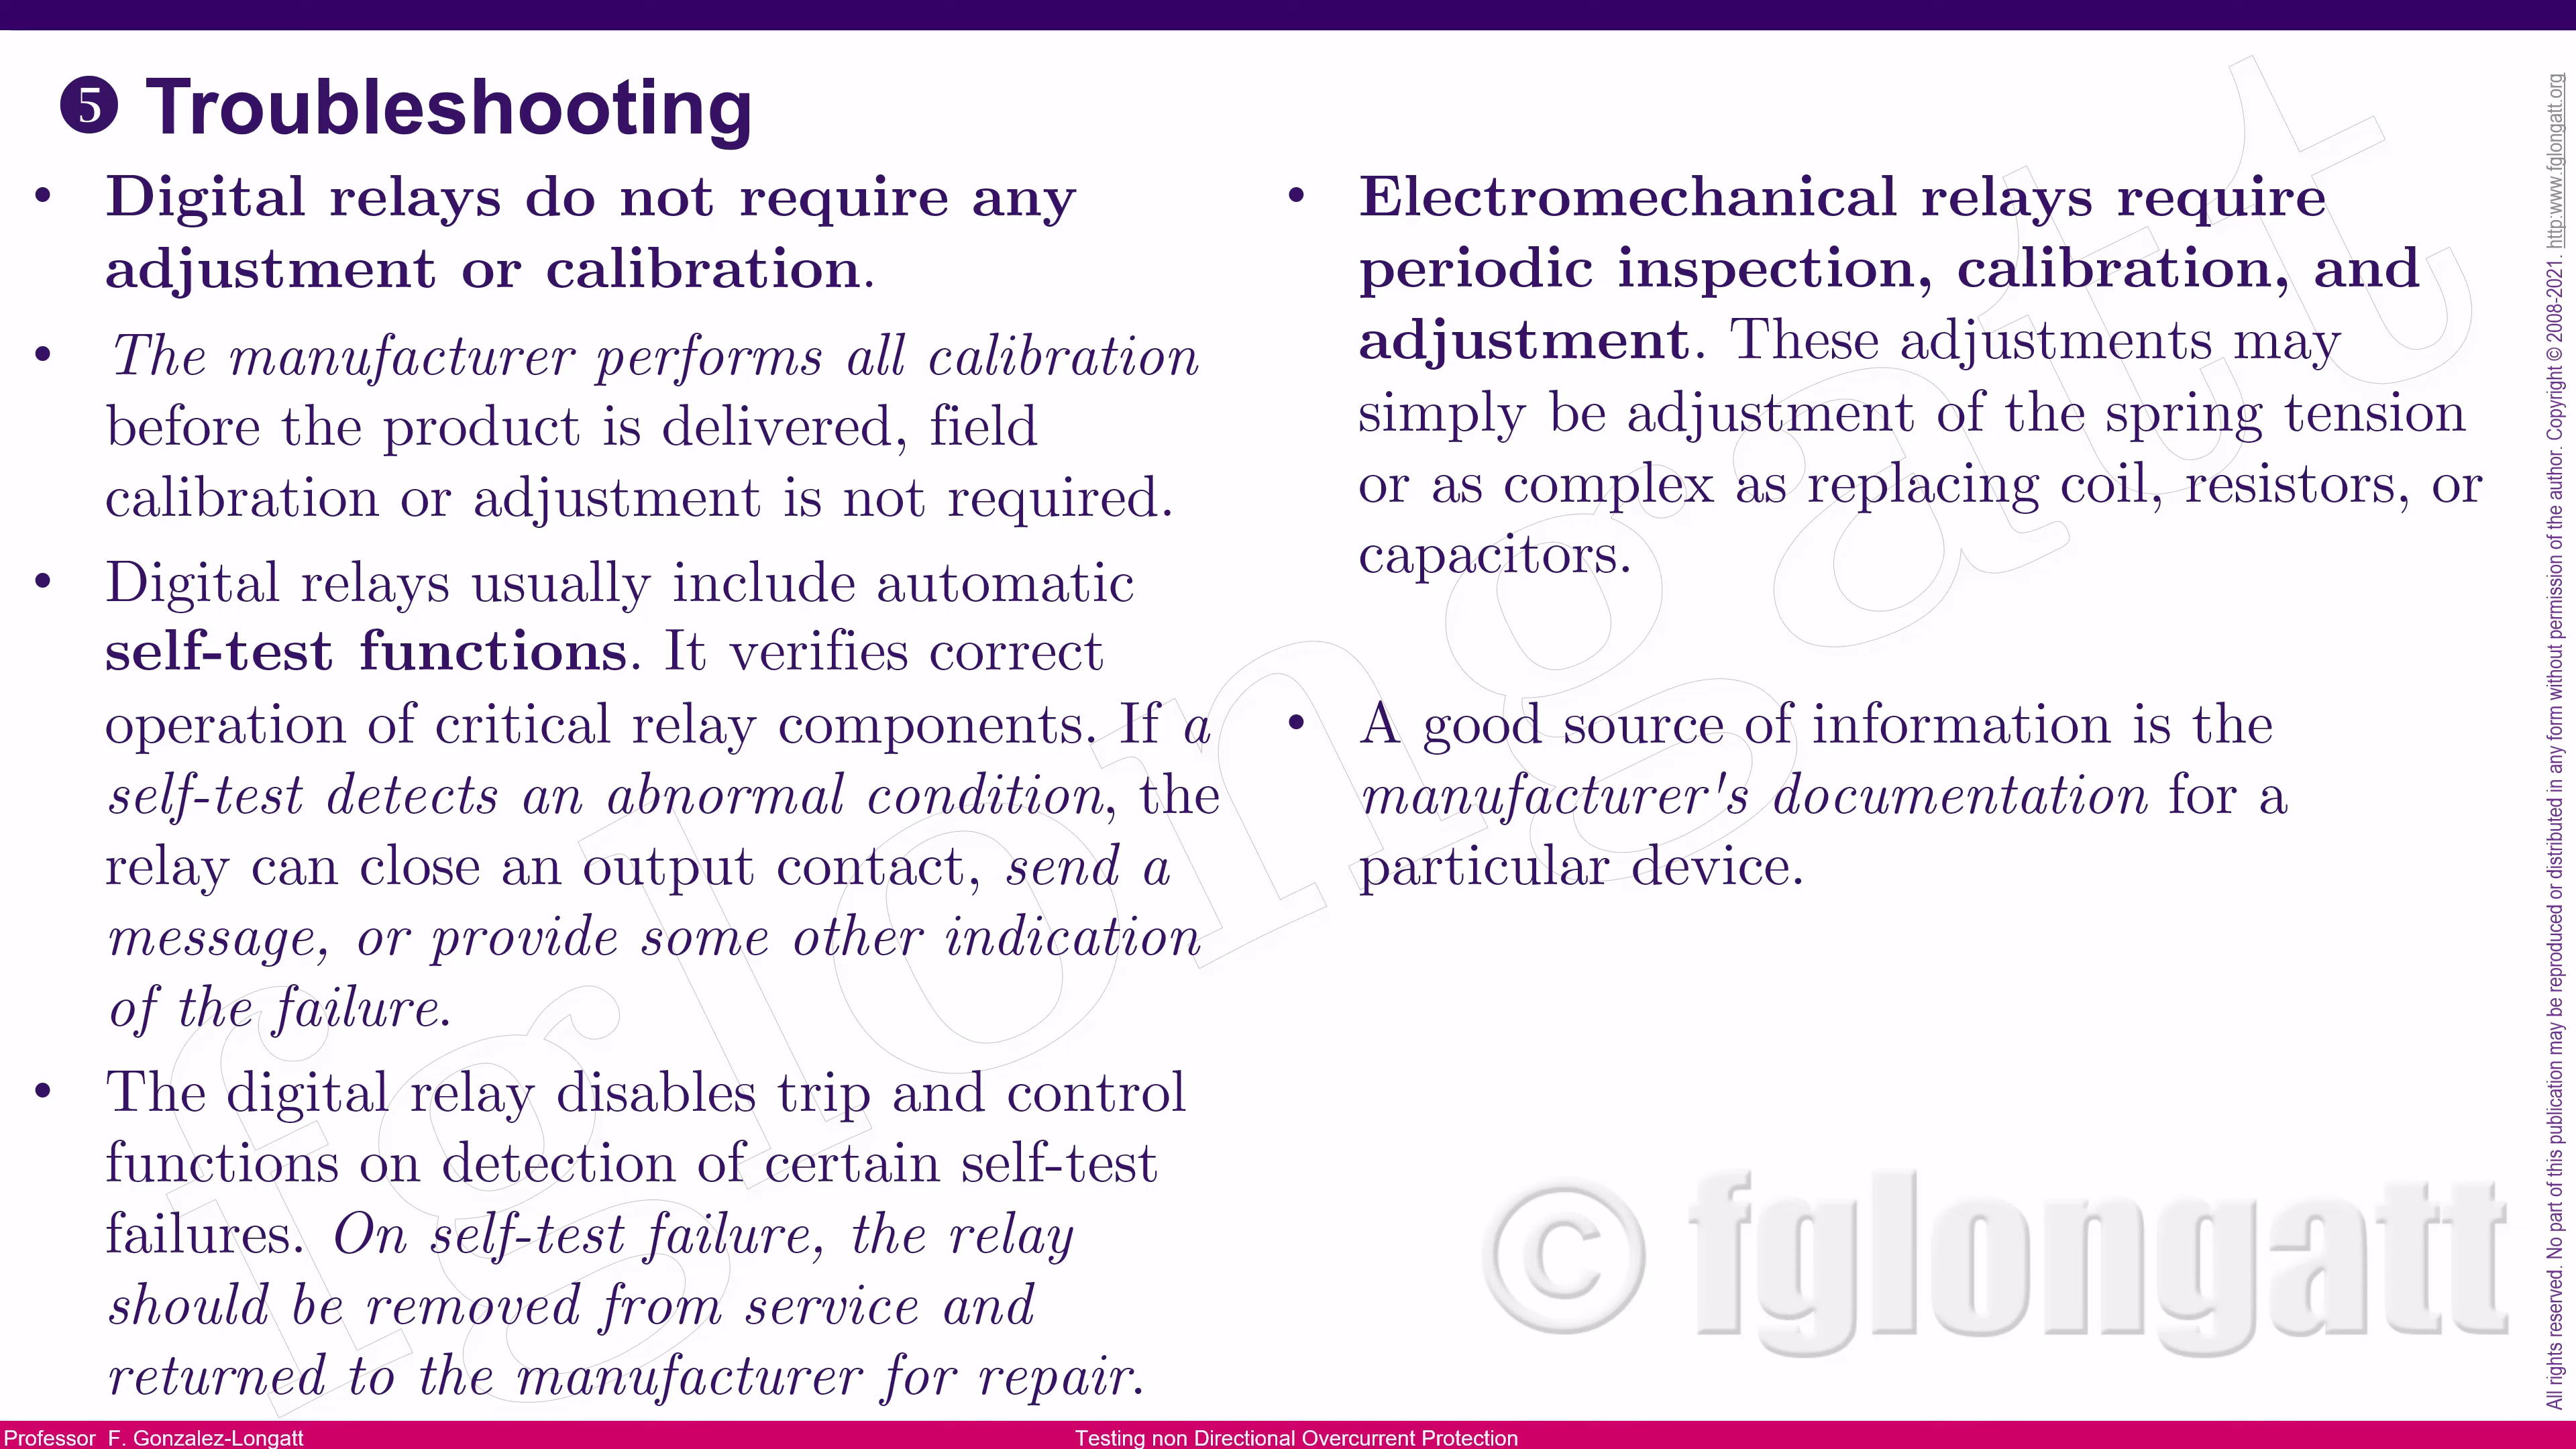 ❺ Troubleshooting
• Digital relays do not require any
adjustment or calibration.
• The manufacturer performs all calibration
before the product is delivered, field
calibration or adjustment is not required.
• Digital relays usually include automatic
self-test functions. It verifies correct
operation of critical relay components. If a
self-test detects an abnormal condition, the
relay can close an output contact, send a
message, or provide some other indication
of the failure.
• The digital relay disables trip and control
functions on detection of certain self-test
failures. On self-test failure, the relay
should be removed from service and
returned to the manufacturer for repair.
• Electromechanical relays require
periodic inspection, calibration, and
adjustment. These adjustments may
simply be adjustment of the spring tension
or as complex as replacing coil, resistors, or
capacitors.
• A good source of information is the
manufacturer's documentation for a
particular device.
fglongatt
© fglongatt
All rights reserved. No part of this publication may be reproduced or distributed in any form without permission of the author. Copyright © 2008-2021. http:www.fglongatt.org
Professor F. Gonzalez-Longatt
Testing non Directional Overcurrent Protection